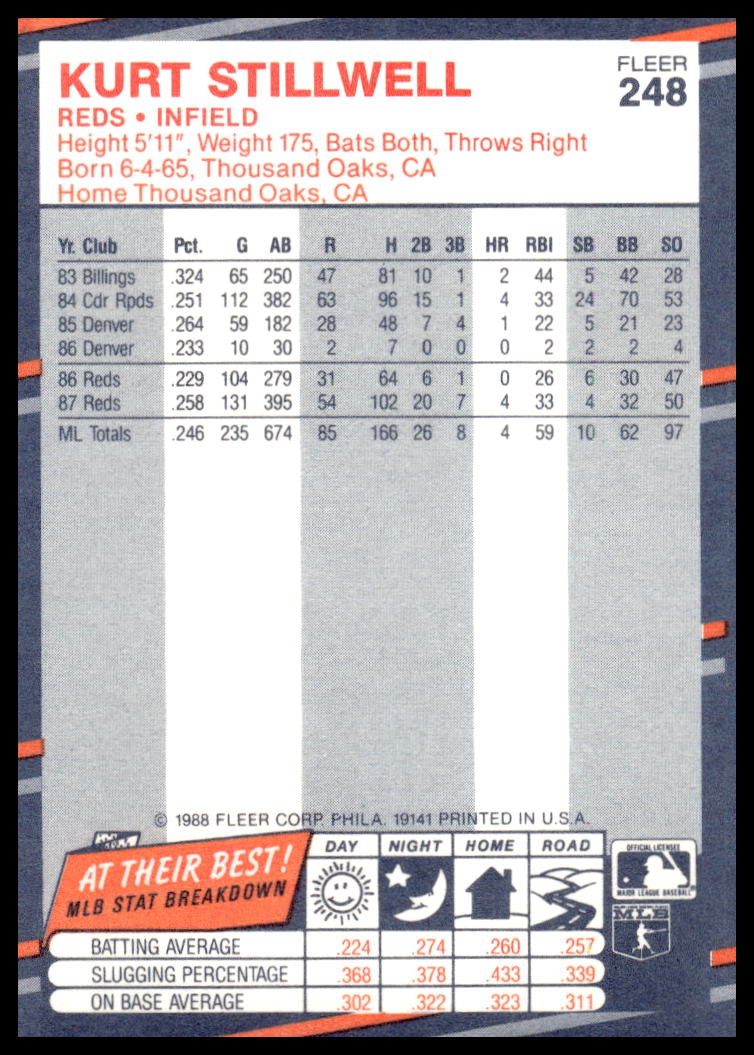 KURT STILLWELL
FLEER
248
REDS • INFIELD
Height 5'11", Weight 175, Bats Both, Throws Right
Born 6-4-65, Thousand Oaks, CA
Home Thousand Oaks, CA
Yr. Club Pct. G AB R H 2B 3B HR RBI SB BB SO
83 Billings .324 65 250 47 81 10 1 2 44 5 42 28
84 Cdr Rpds .251 112 382 63 96 15 1 4 33 24 70 53
85 Denver .264 59 182 28 48 7 4 1 22 5 21 23
86 Denver .233 10 30 2 7 0 0 0 2 2 2 4
86 Reds .229 104 279 31 64 6 1 0 26 6 30 47
87 Reds .258 131 395 54 102 20 7 4 33 4 32 50
ML Totals .246 235 674 85 166 26 8 4 59 10 62 97
© 1988 FLEER CORP. PHILA. 19141 PRINTED IN U.S.A.
AT THEIR BEST!
MLB STAT BREAKDOWN
DAY NIGHT HOME ROAD
BATTING AVERAGE .224 .274 .260 .257
SLUGGING PERCENTAGE .368 .378 .433 .339
ON BASE AVERAGE .302 .322 .323 .311
OFFICIAL LICENSEE
MAJOR LEAGUE BASEBALL